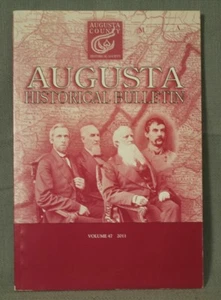 AUGUSTA
COUNTY
HISTORICAL SOCIETY
AUGUSTA
HISTORICAL BULLETIN
VOLUME 47 2011